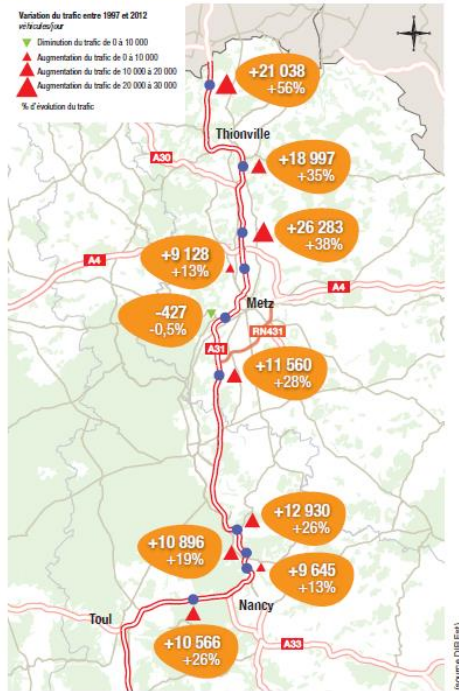 Variation du trafic entre 1997 et 2012
véhicules/jour
Diminution du trafic de 0 à 10 000
Augmentation du trafic de 0 à 10 000
Augmentation du trafic de 10 000 à 20 000
Augmentation du trafic de 20 000 à 30 000
% d'évolution du trafic
+21 038
+56%
Thionville
A30
+18 997
+35%
+26 283
+38%
+9 128
+13%
A4
A4
-427
-0,5%
Metz
RN431
A31
+11 560
+28%
+12 930
+26%
+10 896
+19%
+9 645
+13%
Toul
Nancy
+10 566
+26%
A33
(source DIR Est)